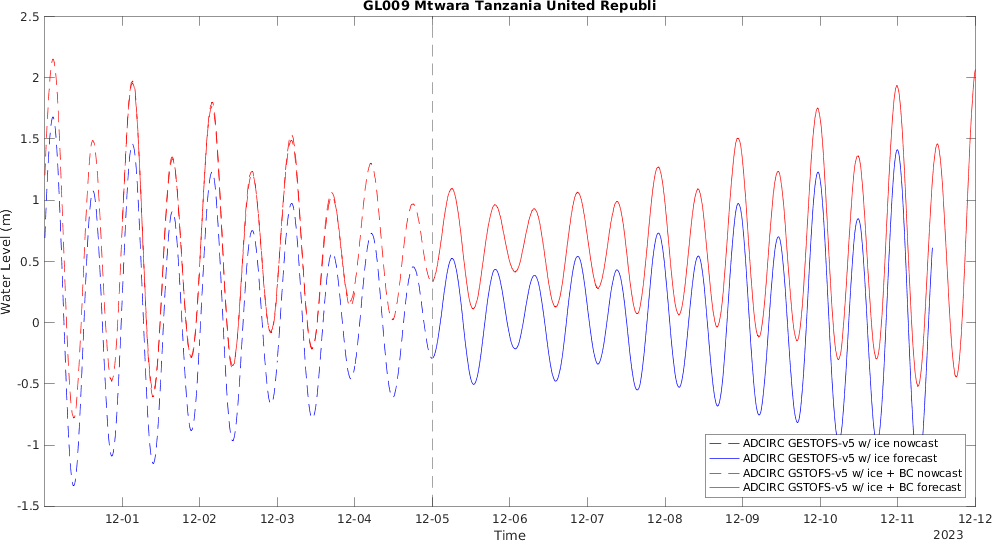 GL009 Mtwara Tanzania United Republi
2.5
2
1.5
1
0.5
0
-0.5
-1
-1.5
Water Level (m)
12-01 12-02 12-03 12-04 12-05 12-06 12-07 12-08 12-09 12-10 12-11 12-12
Time
2023
ADCIRC GESTOFS-v5 w/ ice nowcast
ADCIRC GESTOFS-v5 w/ ice forecast
ADCIRC GSTOFS-v5 w/ ice + BC nowcast
ADCIRC GSTOFS-v5 w/ ice + BC forecast